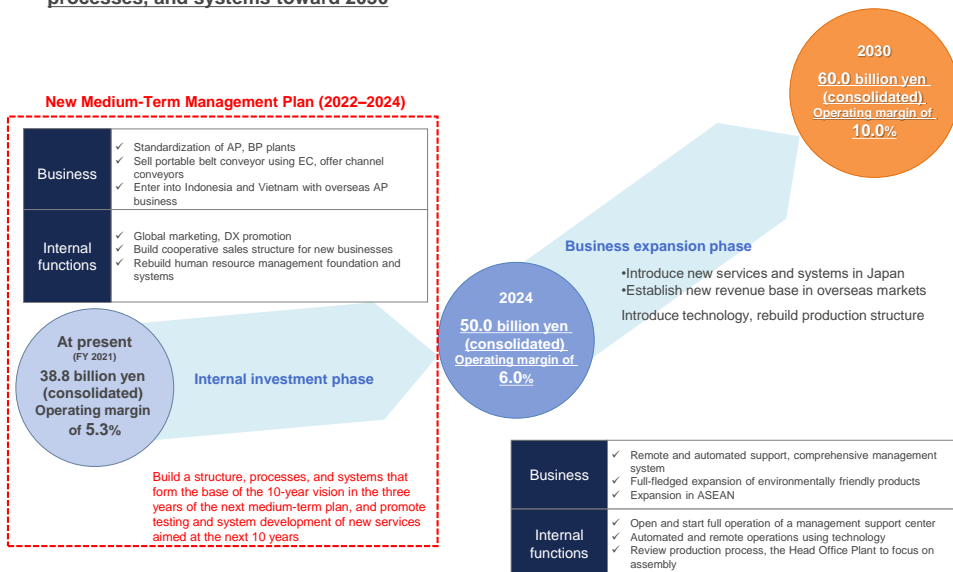 processes, and systems toward 2030
2030
60.0 billion yen
(consolidated)
Operating margin of
10.0%
New Medium-Term Management Plan (2022–2024)
Business
✓ Standardization of AP, BP plants
✓ Sell portable belt conveyor using EC, offer channel
conveyors
✓ Enter into Indonesia and Vietnam with overseas AP
business
Internal
functions
✓ Global marketing, DX promotion
✓ Build cooperative sales structure for new businesses
✓ Rebuild human resource management foundation and
systems
Business expansion phase
•Introduce new services and systems in Japan
•Establish new revenue base in overseas markets
Introduce technology, rebuild production structure
2024
50.0 billion yen
(consolidated)
Operating margin of
6.0%
At present
(FY 2021)
38.8 billion yen
(consolidated)
Operating margin
of 5.3%
Internal investment phase
Build a structure, processes, and systems that
form the base of the 10-year vision in the three
years of the next medium-term plan, and promote
testing and system development of new services
aimed at the next 10 years
Business
✓ Remote and automated support, comprehensive management
system
✓ Full-fledged expansion of environmentally friendly products
✓ Expansion in ASEAN
Internal
functions
✓ Open and start full operation of a management support center
✓ Automated and remote operations using technology
✓ Review production process, the Head Office Plant to focus on
assembly